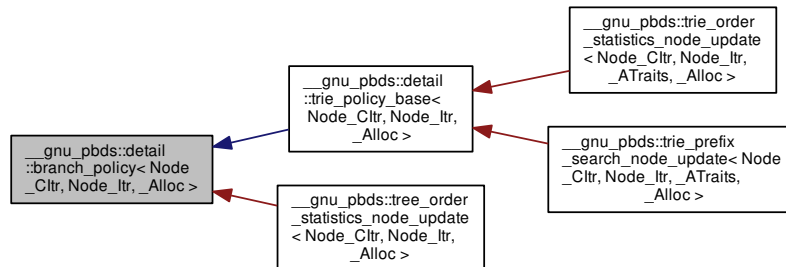 __gnu_pbds::detail
::branch_policy< Node
_CItr, Node_Itr, _Alloc >
__gnu_pbds::detail
::trie_policy_base<
Node_CItr, Node_Itr,
_Alloc >
__gnu_pbds::tree_order
_statistics_node_update
< Node_CItr, Node_Itr,
_Alloc >
__gnu_pbds::trie_order
_statistics_node_update
< Node_CItr, Node_Itr,
_ATraits, _Alloc >
__gnu_pbds::trie_prefix
_search_node_update< Node
_CItr, Node_Itr, _ATraits,
_Alloc >